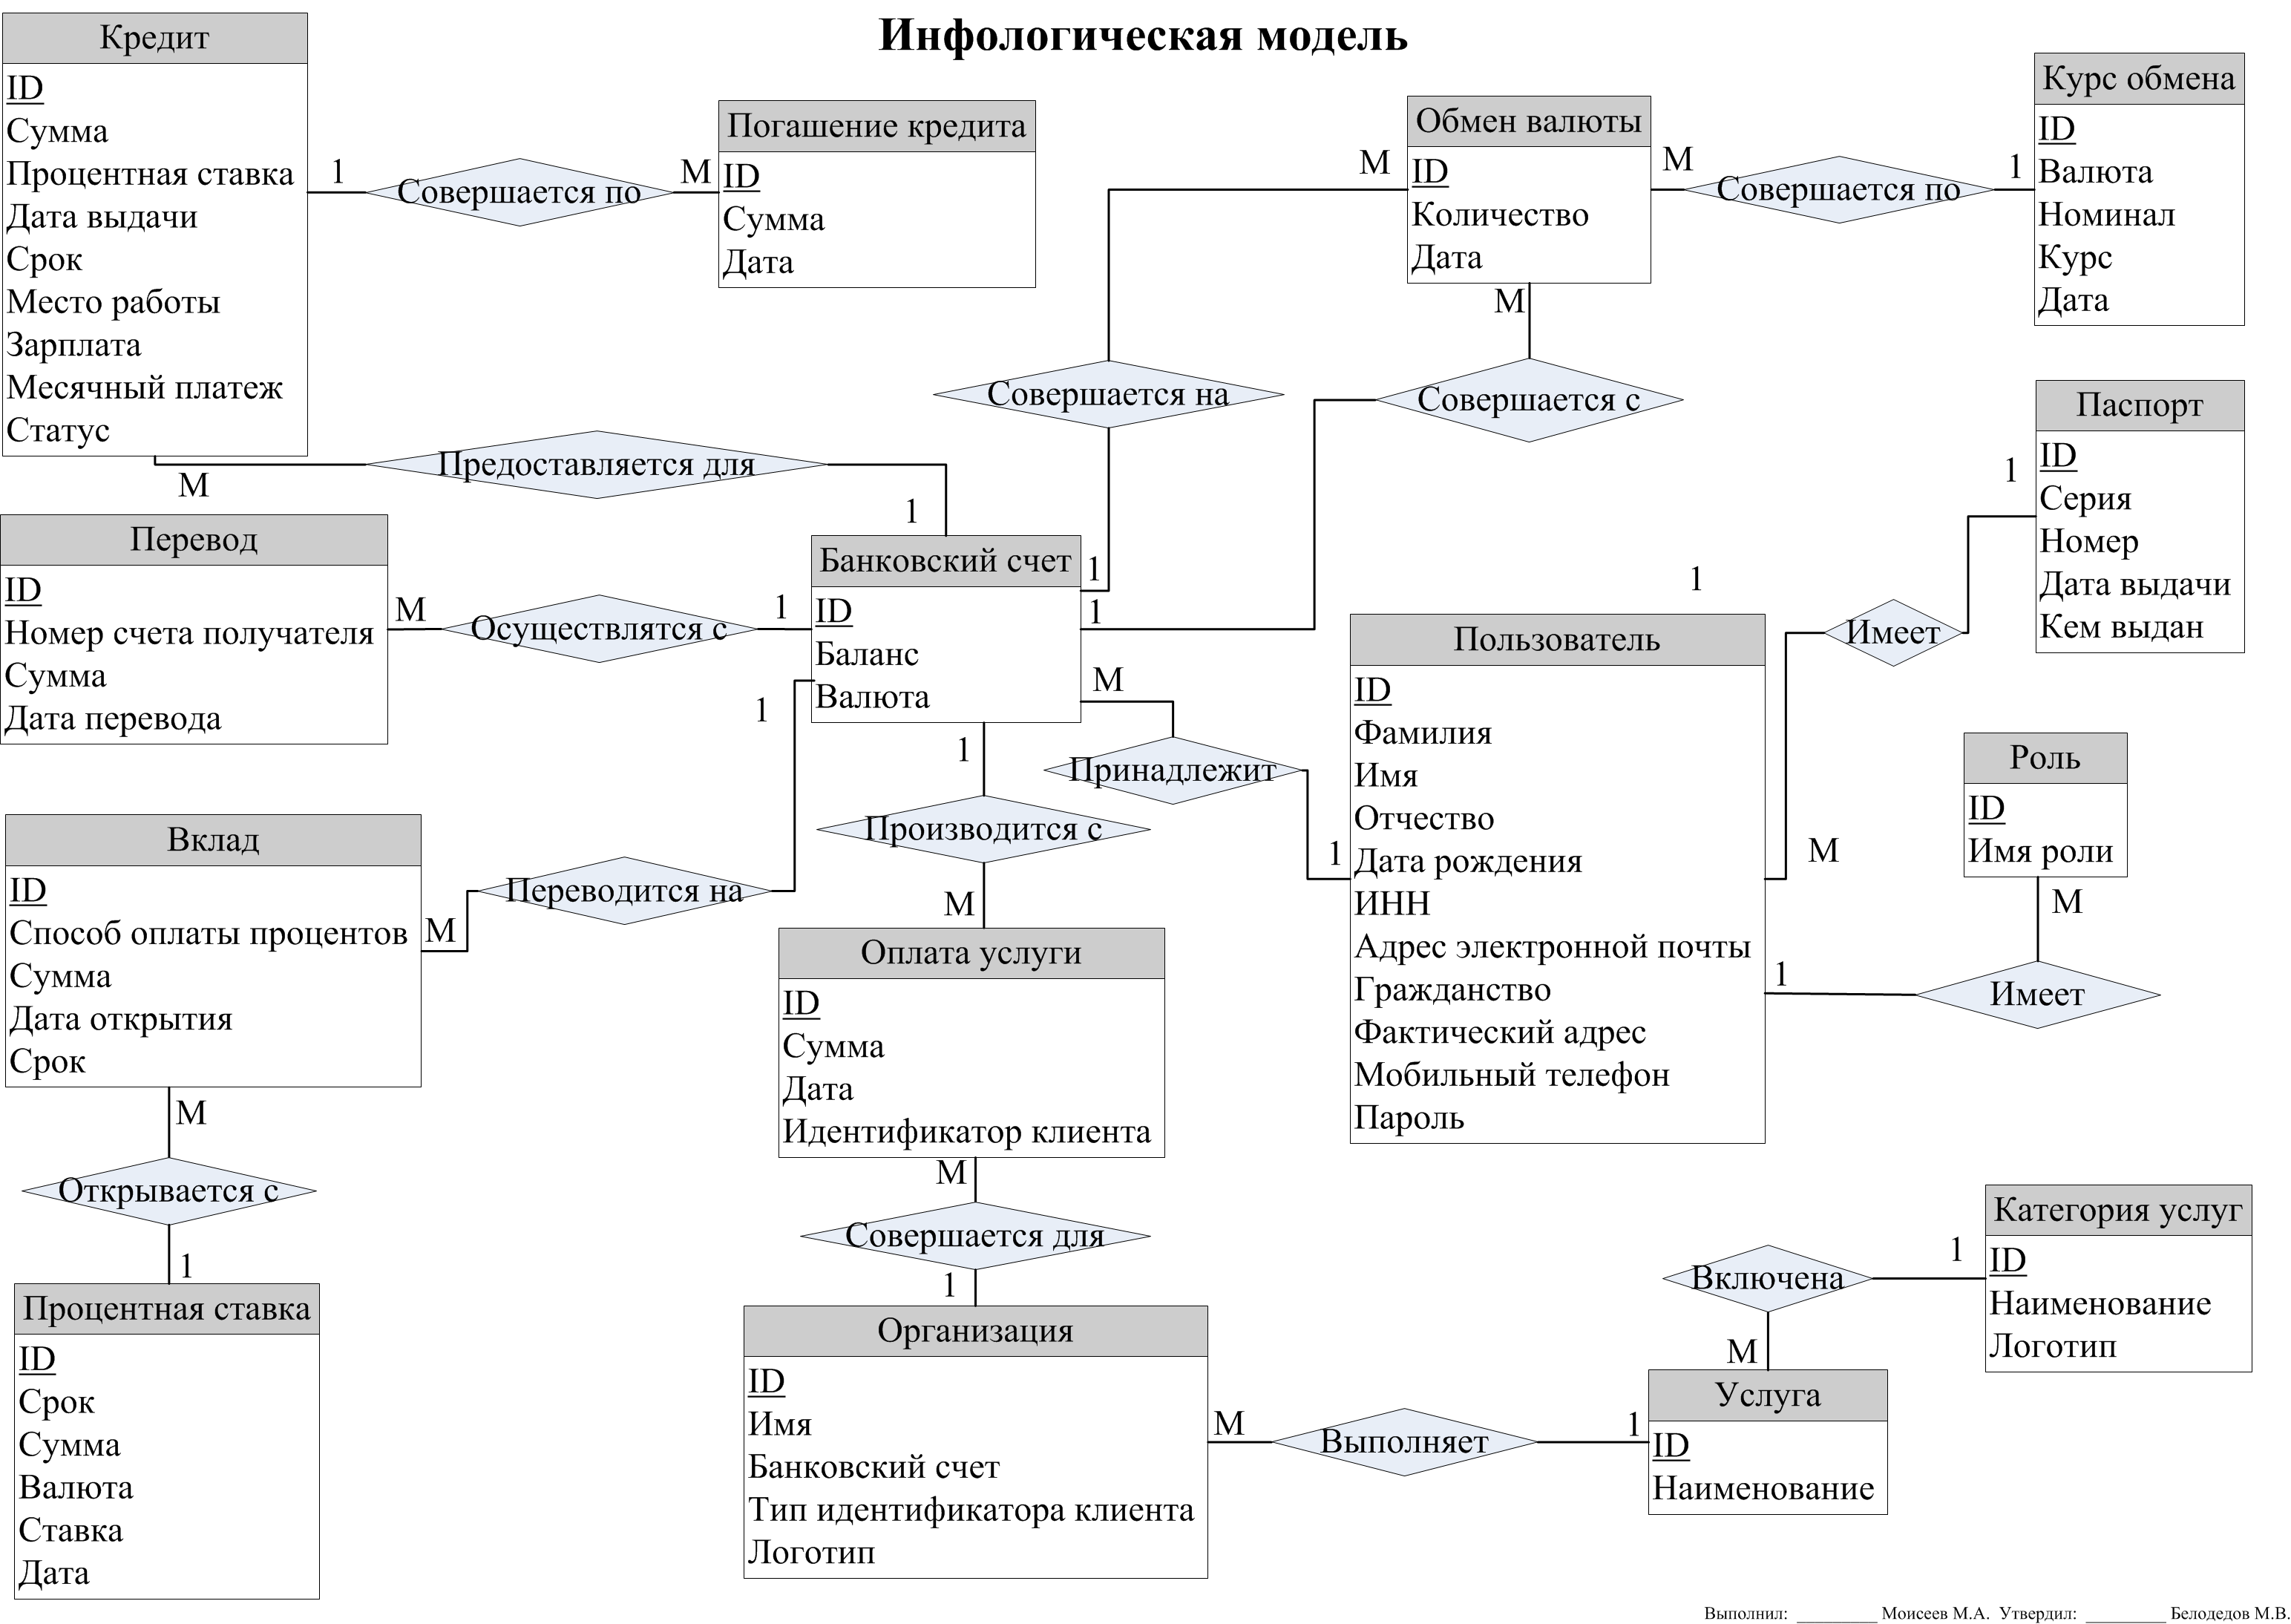 Инфологическая модель
Кредит
ID
Сумма
Процентная ставка
Дата выдачи
Срок
Место работы
Зарплата
Месячный платеж
Статус
1
Совершается по
М
Погашение кредита
ID
Сумма
Дата
М
Обмен валюты
ID
Количество
Дата
М
Совершается по
1
Курс обмена
ID
Валюта
Номинал
Курс
Дата
М
Совершается на
Совершается с
М
Предоставляется для
1
1
1
Паспорт
ID
Серия
Номер
Дата выдачи
Кем выдан
1
1
Имеет
М
Перевод
ID
Номер счета получателя
Сумма
Дата перевода
М
Осуществлятся с
1
Банковский счет
ID
Баланс
Валюта
М
Принадлежит
1
Пользователь
ID
Фамилия
Имя
Отчество
Дата рождения
ИНН
Адрес электронной почты
Гражданство
Фактический адрес
Мобильный телефон
Пароль
Роль
ID
Имя роли
М
Имеет
1
1
Переводится на
М
1
Производится с
М
Вклад
ID
Способ оплаты процентов
Сумма
Дата открытия
Срок
М
Открывается с
1
Оплата услуги
ID
Сумма
Дата
Идентификатор клиента
М
Совершается для
1
Процентная ставка
ID
Срок
Сумма
Валюта
Ставка
Дата
Организация
ID
Имя
Банковский счет
Тип идентификатора клиента
Логотип
М
Выполняет
1
Включена
1
М
Категория услуг
ID
Наименование
Логотип
Услуга
ID
Наименование
Выполнил: _________ Моисеев М.А. Утвердил: _________ Белодедов М.В.